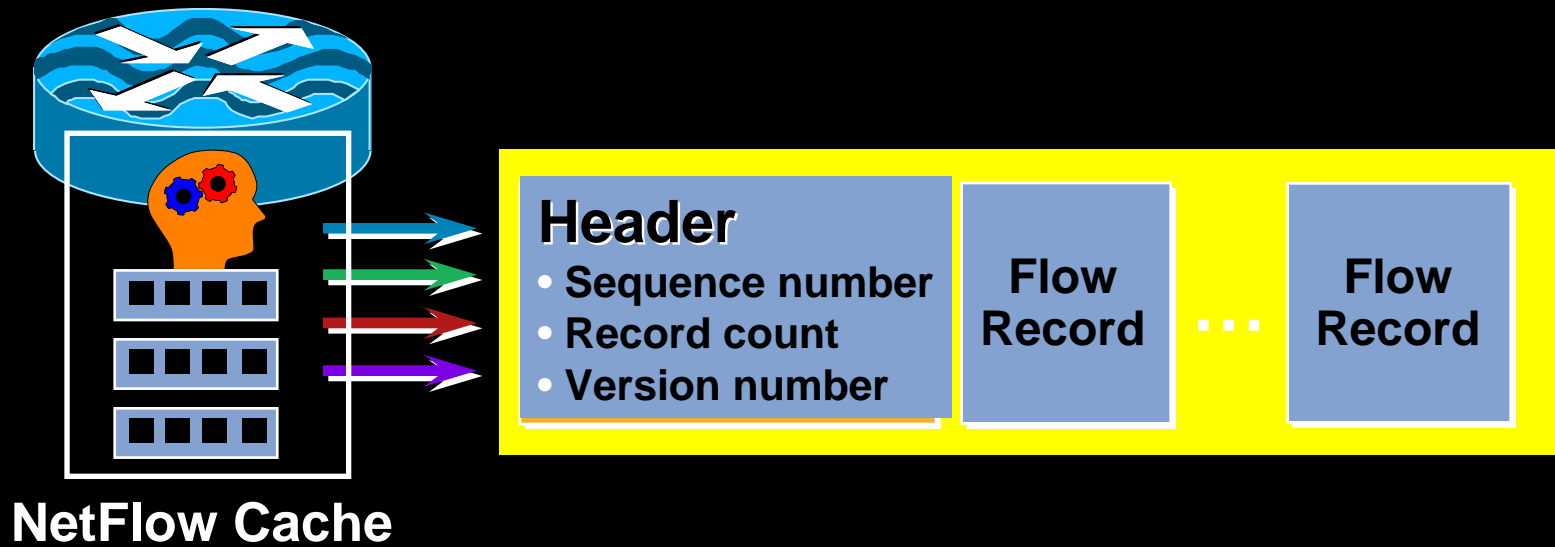 Header
• Sequence number
• Record count
• Version number
Flow
Record
...
Flow
Record
NetFlow Cache